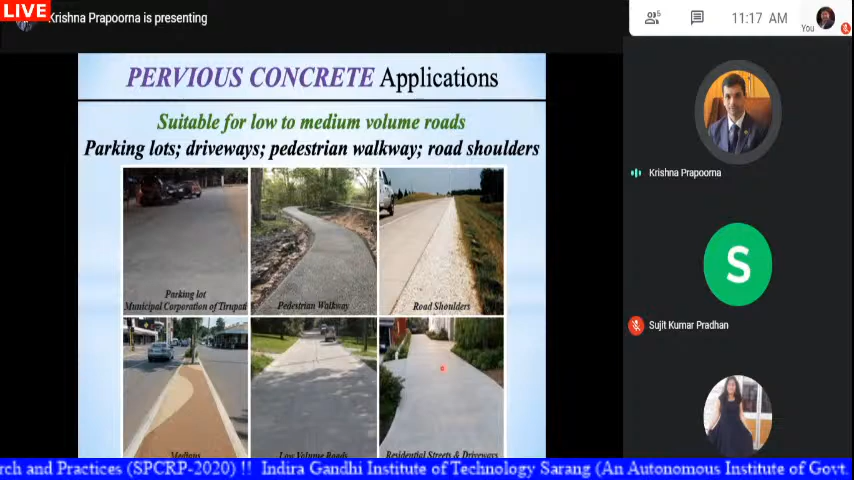 LIVE
Krishna Prapoorna is presenting
5
11:17 AM
You
PERVIOUS CONCRETE Applications
Suitable for low to medium volume roads
Parking lots; driveways; pedestrian walkway; road shoulders
Parking lot
Municipal Corporation of Tirupati
Pedestrian Walkway
Road Shoulders
Medians
Low Volume Roads
Residential Streets & Driveways
Krishna Prapoorna
S
Sujit Kumar Pradhan
rch and Practices (SPCRP-2020) !! Indira Gandhi Institute of Technology Sarang (An Autonomous Institute of Govt.